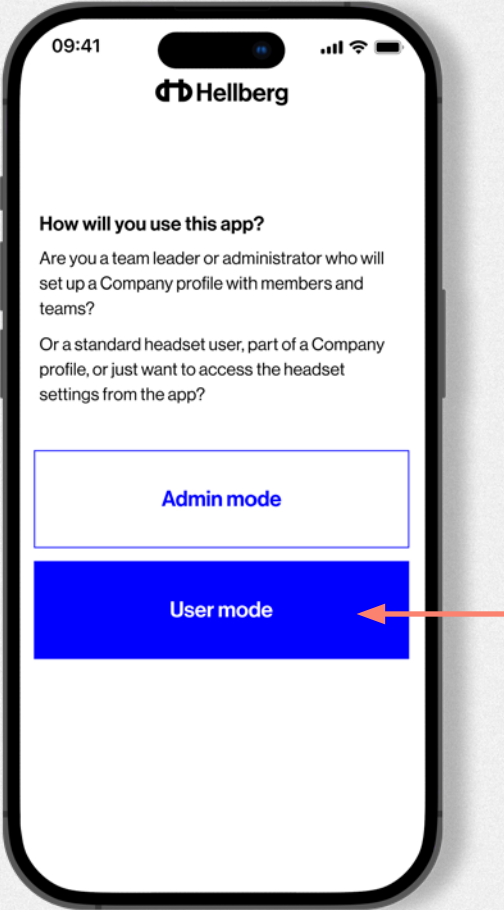 09:41
Hellberg
How will you use this app?
Are you a team leader or administrator who will
set up a Company profile with members and
teams?
Or a standard headset user, part of a Company
profile, or just want to access the headset
settings from the app?
Admin mode
User mode